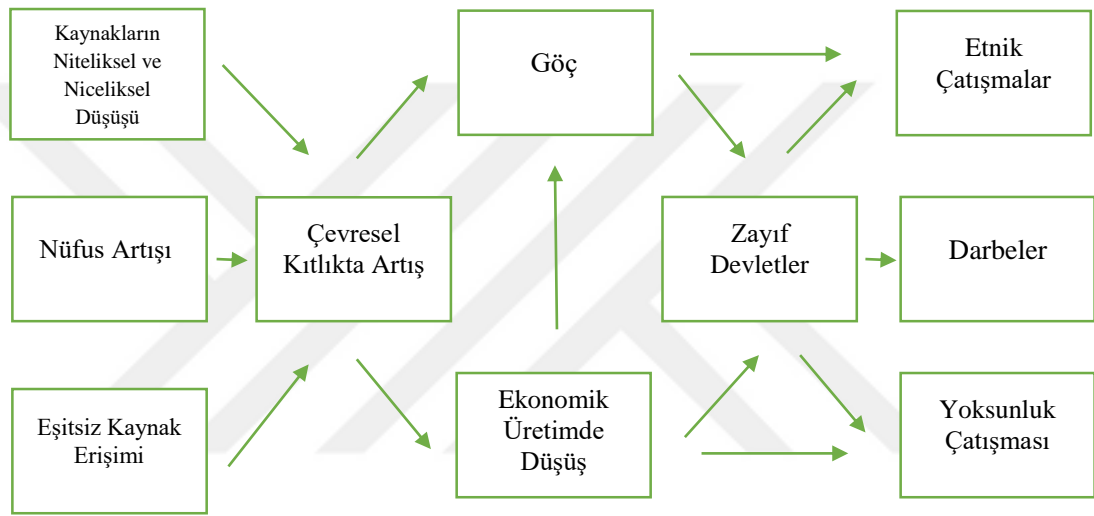 Kaynakların
Niteliksel ve
Niceliksel
Düşüşü
Göç
Etnik
Çatışmalar
Nüfus Artışı
Çevresel
Kıtlıkta Artış
Zayıf
Devletler
Darbeler
Eşitsiz Kaynak
Erişimi
Ekonomik
Üretimde
Düşüş
Yoksunluk
Çatışması